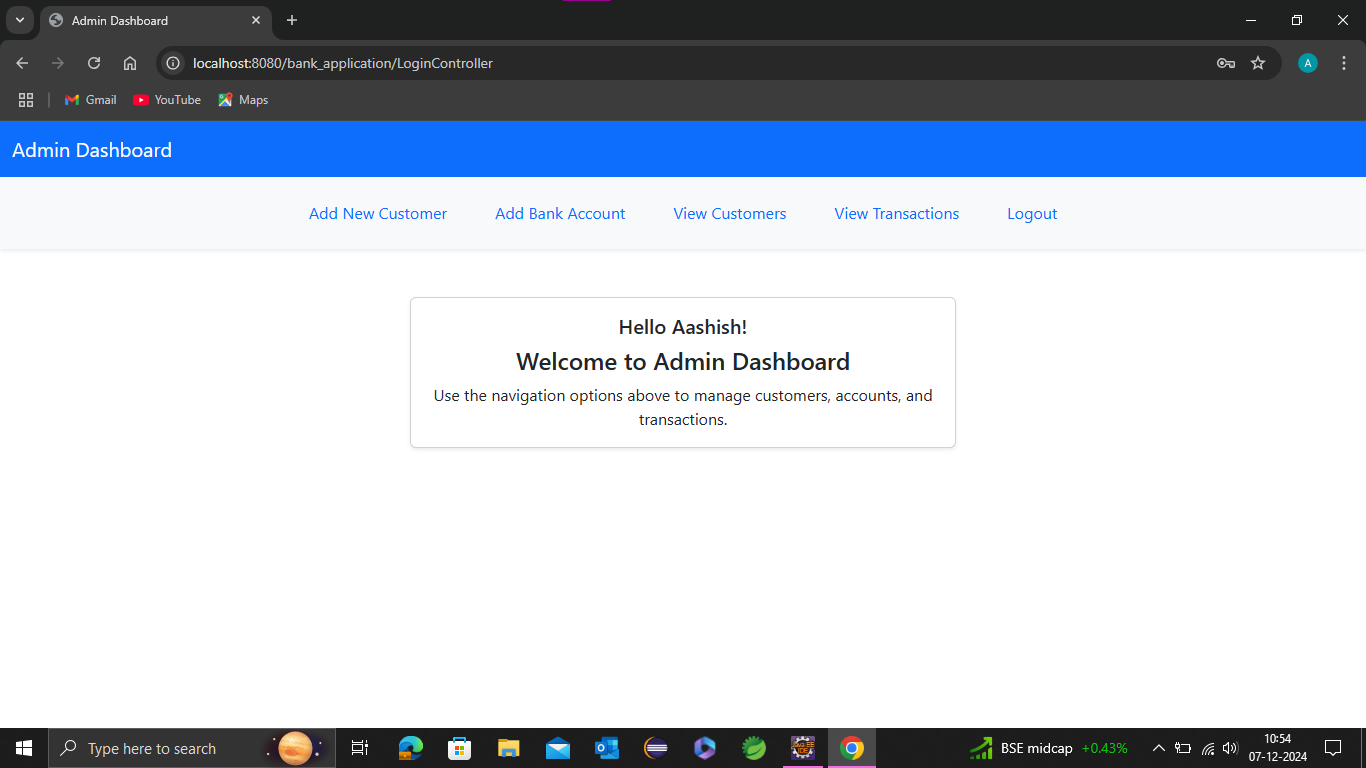 Admin Dashboard
localhost:8080/bank_application/LoginController
A
Gmail YouTube Maps
Admin Dashboard
Add New Customer Add Bank Account View Customers View Transactions Logout
Hello Aashish!
Welcome to Admin Dashboard
Use the navigation options above to manage customers, accounts, and
transactions.
Type here to search
BSE midcap +0.43%
10:54
07-12-2024